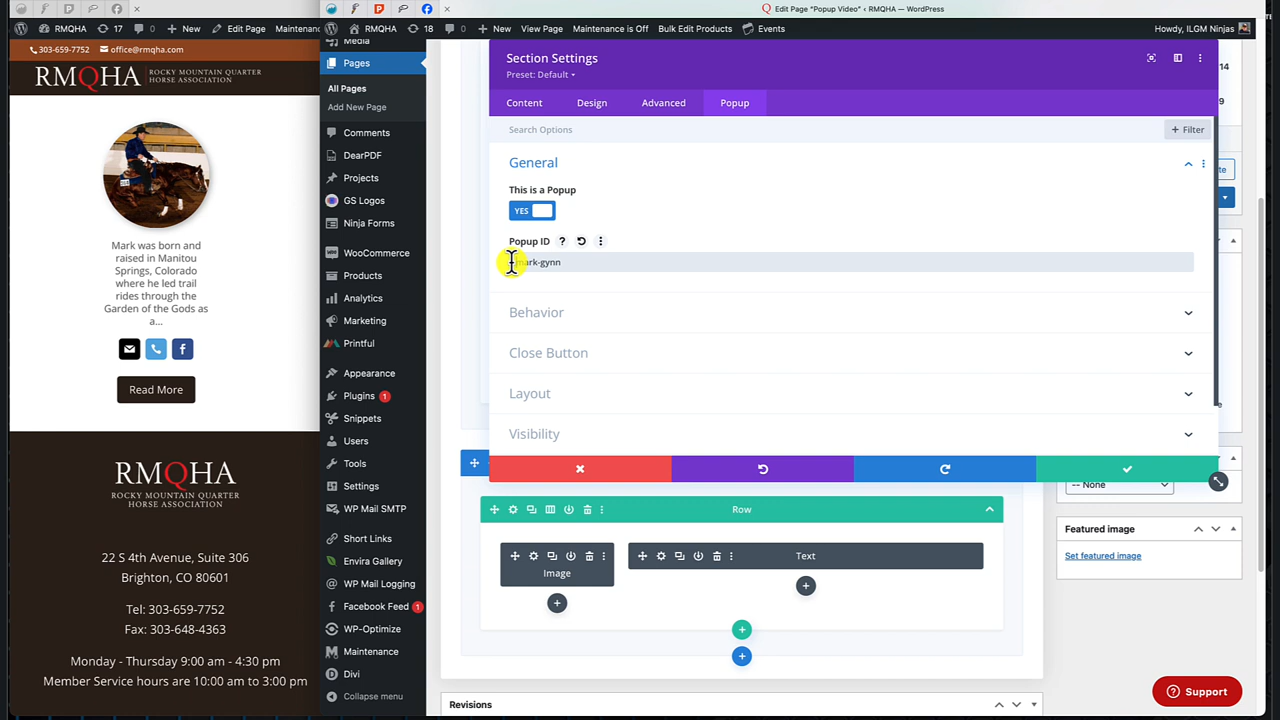 Edit Page “Popup Video” ‹ RMQHA — WordPress
RMQHA
17
0
+ New
Edit Page
Maintenanc
RMQHA
18
0
+ New
View Page
Maintenance is Off
Bulk Edit Products
Events
Howdy, ILGM Ninjas
303-659-7752
office@rmqha.com
RMQHA
ROCKY MOUNTAIN QUARTER
HORSE ASSOCIATION
Mark was born and
raised in Manitou
Springs, Colorado
where he led trail
rides through the
Garden of the Gods as
a...
Read More
RMQHA
ROCKY MOUNTAIN QUARTER
HORSE ASSOCIATION
22 S 4th Avenue, Suite 306
Brighton, CO 80601
Tel: 303-659-7752
Fax: 303-648-4363
Monday - Thursday 9:00 am - 4:30 pm
Member Service hours are 10:00 am to 3:00 pm
Media
Pages
All Pages
Add New Page
Comments
DearPDF
Projects
GS Logos
Ninja Forms
WooCommerce
Products
Analytics
Marketing
Printful
Appearance
Plugins 1
Snippets
Users
Tools
Settings
WP Mail SMTP
Short Links
Envira Gallery
WP Mail Logging
Facebook Feed 1
WP-Optimize
Maintenance
Divi
Collapse menu
Section Settings
Preset: Default
Content
Design
Advanced
Popup
Search Options
+ Filter
General
This is a Popup
YES
Popup ID
mark-gynn
Behavior
Close Button
Layout
Visibility
Row
Image
Text
14
9
te
e
-- None
Featured image
Set featured image
Revisions
Support